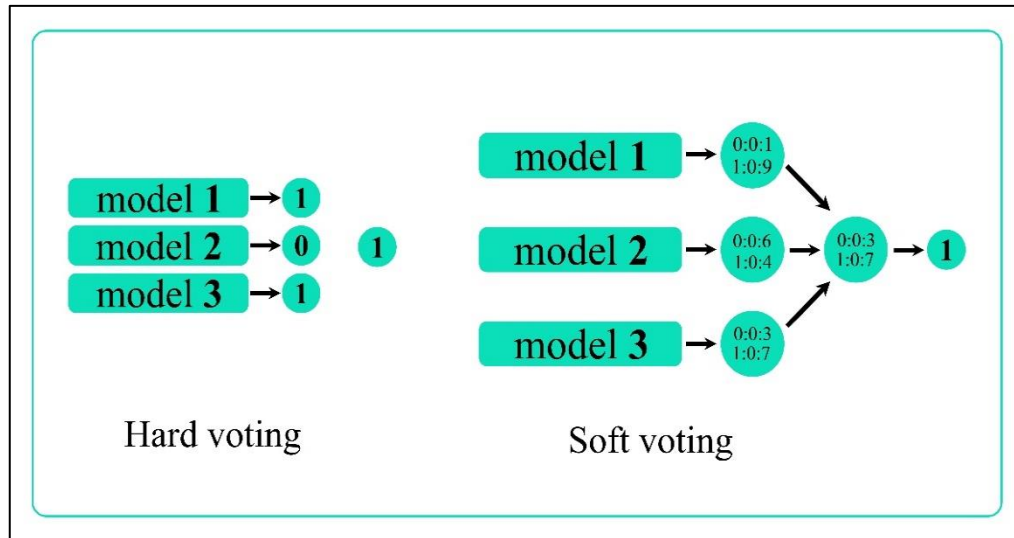 model 1
1
model 2
0
1
model 3
1
Hard voting
model 1
0:0:1
1:0:9
model 2
0:0:6
1:0:4
0:0:3
1:0:7
1
model 3
0:0:3
1:0:7
Soft voting